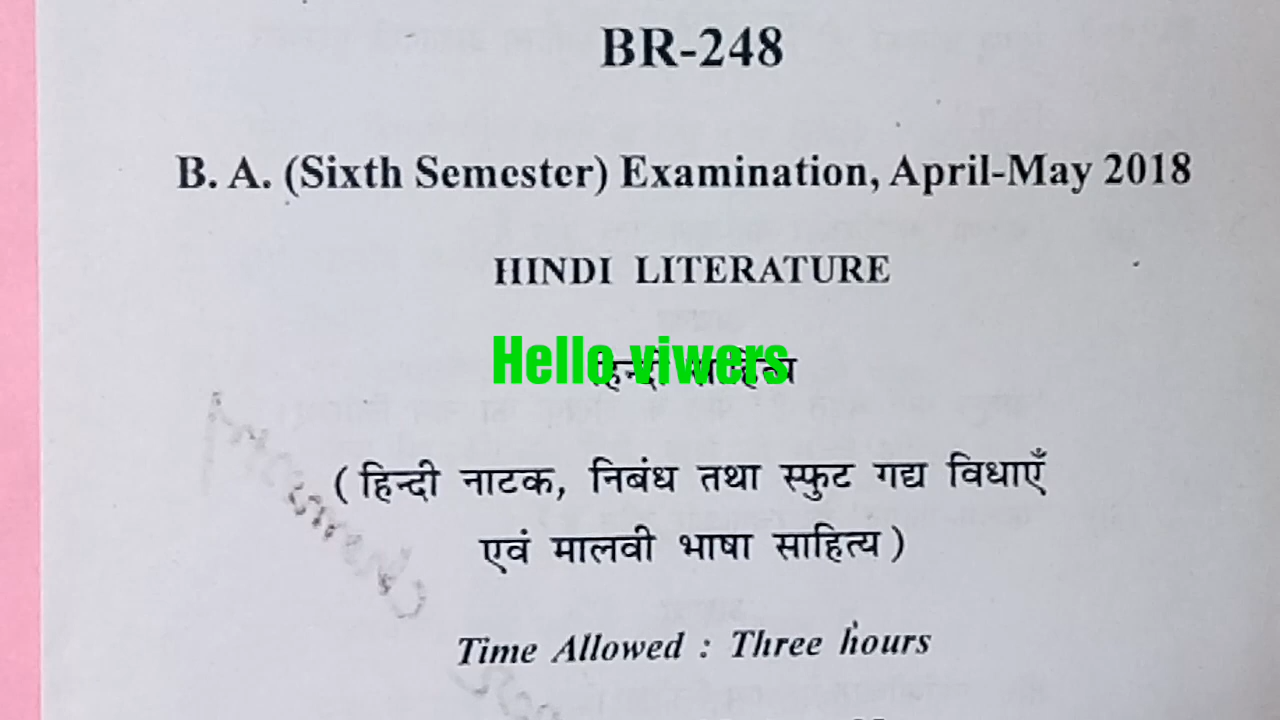 BR-248
B. A. (Sixth Semester) Examination, April-May 2018
HINDI LITERATURE
Hello viwers
हिन्दी साहित्य
( हिन्दी नाटक, निबंध तथा स्फुट गद्य विधाएँ
एवं मालवी भाषा साहित्य )
Time Allowed : Three hours